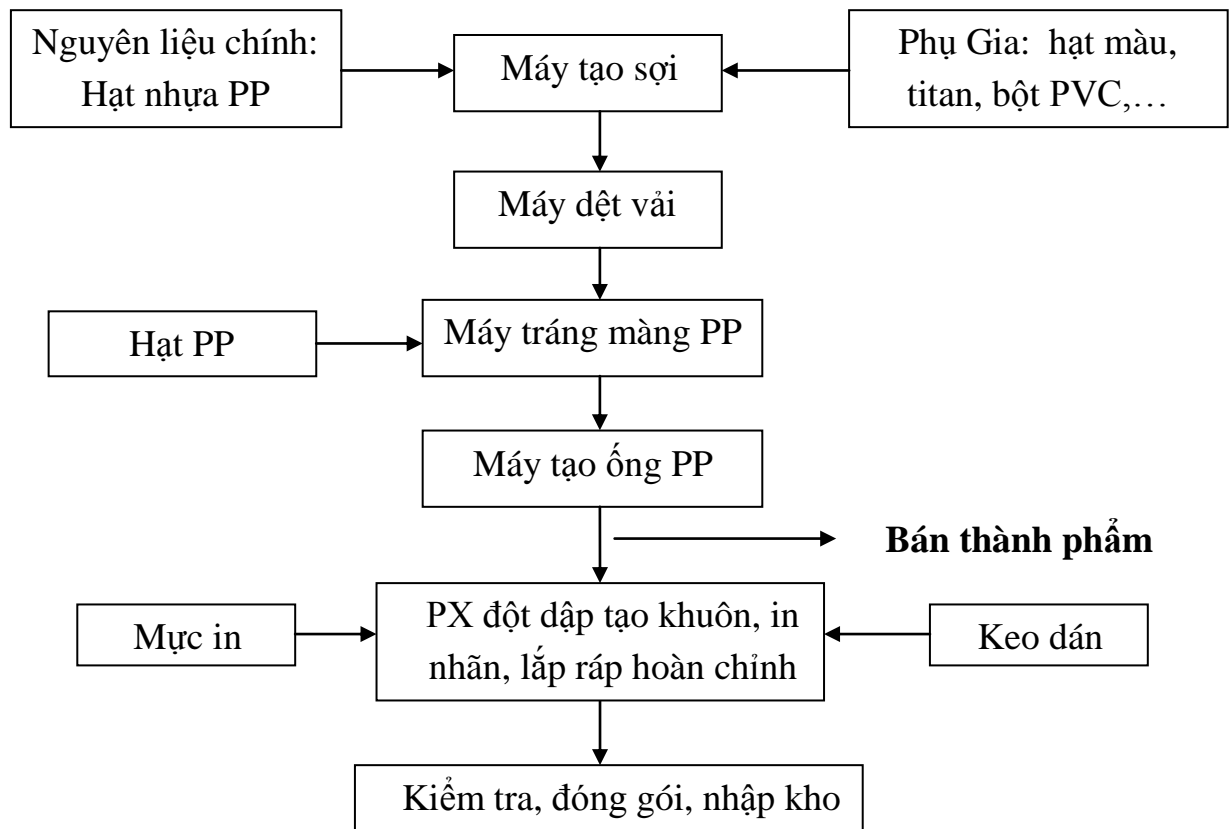 Nguyên liệu chính:
Hạt nhựa PP
Máy tạo sợi
Phụ Gia: hạt màu,
titan, bột PVC,…
Máy dệt vải
Hạt PP
Máy tráng màng PP
Máy tạo ống PP
Bán thành phẩm
Mực in
PX đột dập tạo khuôn, in
nhãn, lắp ráp hoàn chỉnh
Keo dán
Kiểm tra, đóng gói, nhập kho